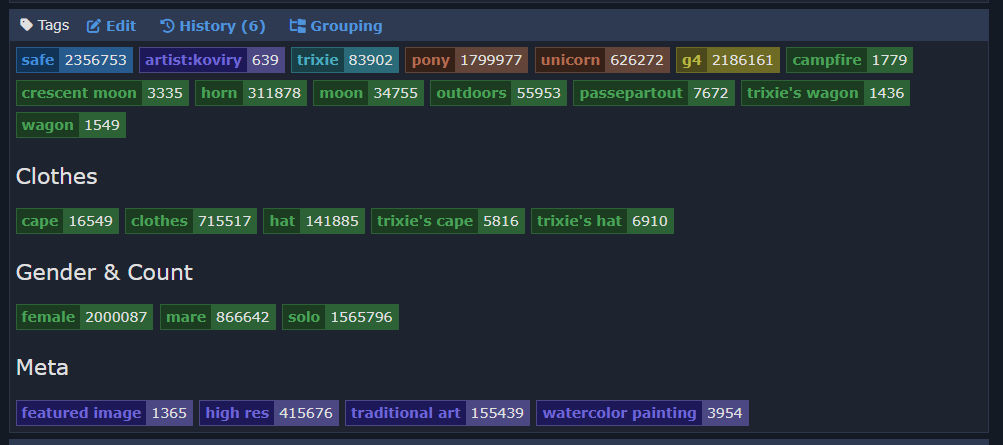 Tags Edit History (6) Grouping
safe 2356753 artist:koviry 639 trixie 83902 pony 1799977 unicorn 626272 g4 2186161 campfire 1779
crescent moon 3335 horn 311878 moon 34755 outdoors 55953 passepartout 7672 trixie's wagon 1436
wagon 1549
Clothes
cape 16549 clothes 715517 hat 141885 trixie's cape 5816 trixie's hat 6910
Gender & Count
female 2000087 mare 866642 solo 1565796
Meta
featured image 1365 high res 415676 traditional art 155439 watercolor painting 3954